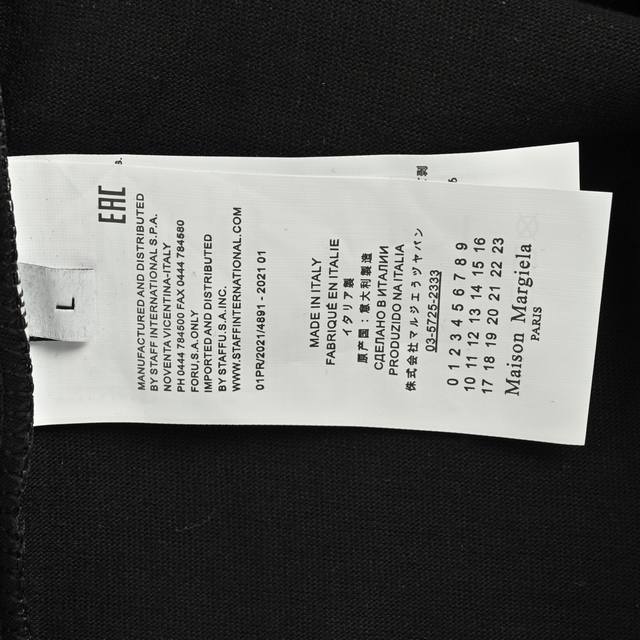 L
EAC
MANUFACTURED AND DISTRIBUTED
BY STAFF INTERNATIONAL S.P.A.
NOVENTA VICENTINA-ITALY
PH 0444 784500 FAX 0444 784580
FOR U.S.A.ONLY
IMPORTED AND DISTRIBUTED
BY STAFF U.S.A. INC.
WWW.STAFFINTERNATIONAL.COM
01PR/2021/4891 - 2021 01
MADE IN ITALY
FABRIQUE EN ITALIE
イタリア製
原产国：意大利製造
СДЕЛАНО В ИТАЛИИ
PRODUZIDO NA ITALIA
株式会社マルジェラジャパン
03-5725-2333
0 1 2 3 4 5 6 7 8 9
10 11 12 13 14 15 16
17 18 19 20 21 22 23
Maison Margiela
PARIS